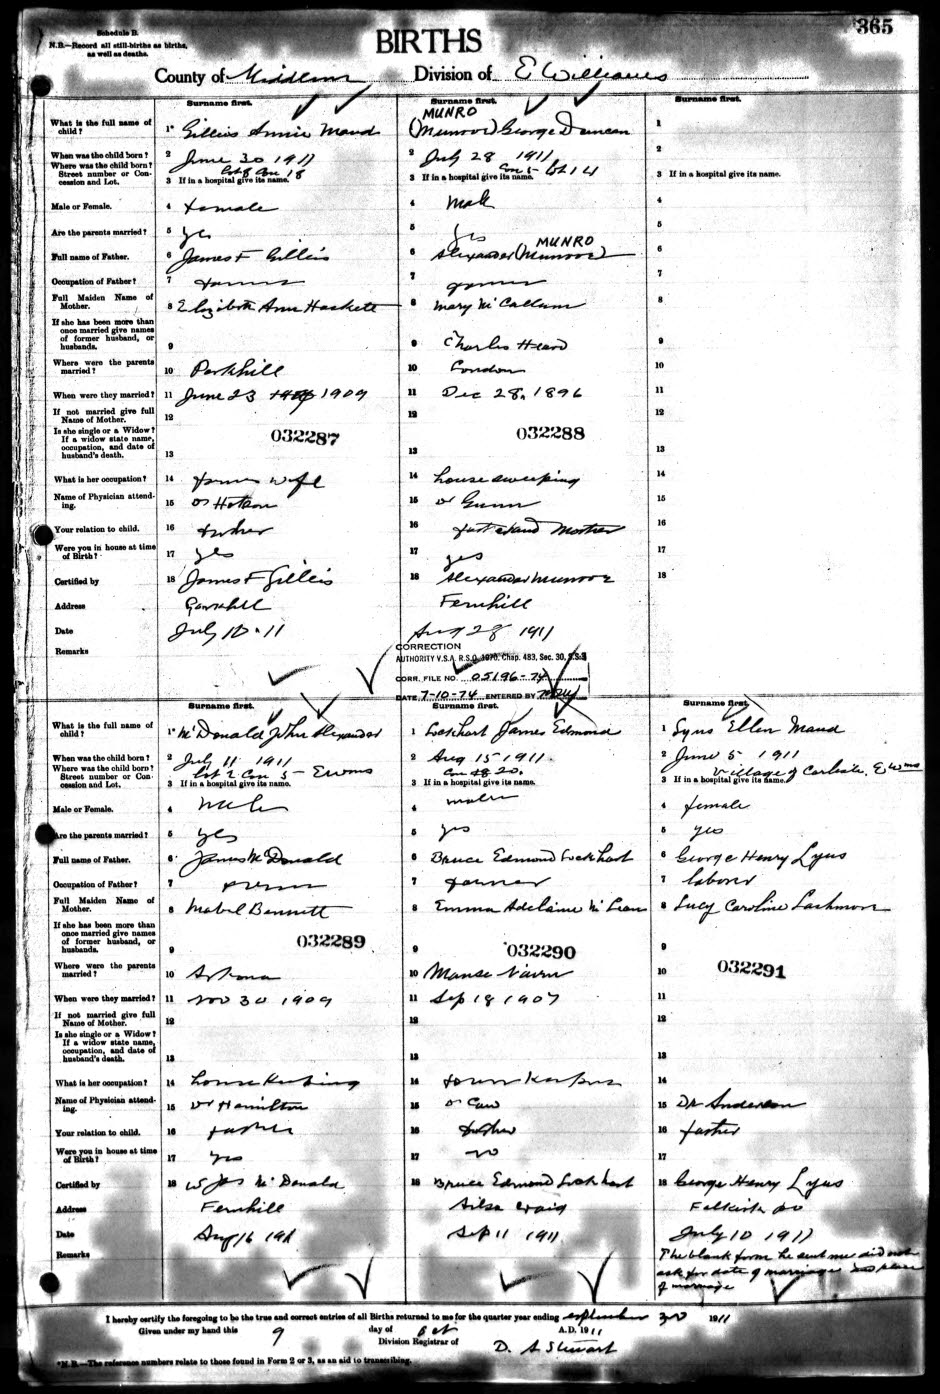 365
Schedule B.
N.B.—Record all still-births as births, as well as deaths.
BIRTHS
County of Middlesex Division of E Williams
Surname first. Surname first. Surname first.
What is the full name of child? 1* Gillis Annie Maud MUNRO (Munroe) George Duncan 1
When was the child born? 2 June 30 1911 2 July 28 1911 2
Where was the child born? Street number or Concession and Lot. Lot 8 Con 18 3 If in a hospital give its name. Con 5 Lot 14 3 If in a hospital give its name. 3 If in a hospital give its name.
Male or Female. 4 female 4 Male 4
Are the parents married? 5 yes 5 yes 5
Full name of Father. 6 James F Gillis 6 Alexander (Munroe) MUNRO 6
Occupation of Father? 7 farmer 7 farmer 7
Full Maiden Name of Mother. 8 Elizabeth Ann Haskett 8 Mary McCallum 8
If she has been more than once married give names of former husband, or husbands. 9 9 Charles Heard 9
Where were the parents married? 10 Parkhill 10 London 10
When were they married? 11 June 23 1909 11 Dec 28, 1896 11
If not married give full Name of Mother. 12 12 12
Is she single or a Widow? If a widow state name, occupation, and date of husband's death. 13 032287 13 032288 13
What is her occupation? 14 farmers wife 14 housekeeping 14
Name of Physician attending. 15 Dr 15 Dr Gunn 15
Your relation to child. 16 father 16 father and Mother 16
Were you in house at time of Birth? 17 yes 17 yes 17
Certified by 18 James F Gillis 18 Alexander Munroe 18
Address Parkhill Fernhill
Date July 10 . 11 Aug 28 1911
Remarks
CORRECTION
AUTHORITY V.S.A. R.S.O. 1970, Chap. 483, Sec. 30, S.S.
CORR. FILE NO. 05196-74
DATE 7-10-74 ENTERED BY
Surname first. Surname first. Surname first.
What is the full name of child? 1* McDonald John Alexander 1 Lockhart James Edmond 1 Lyus Ellen Maud
When was the child born? 2 July 11 1911 2 Aug 15 1911. 2 June 5 1911
Where was the child born? Street number or Concession and Lot. Lot 2 Con 5 - E Wms 3 If in a hospital give its name. Con 18 20. 3 If in a hospital give its name. Village of Carlisle, E Wms 3 If in a hospital give its name.
Male or Female. 4 male 4 male 4 female
Are the parents married? 5 yes 5 yes 5 yes
Full name of Father. 6 James McDonald 6 Bruce Edmond Lockhart 6 George Henry Lyus
Occupation of Father? 7 farmer 7 farmer 7 laborer
Full Maiden Name of Mother. 8 Mabel Bennett 8 Emma Adelaine McLean 8 Lucy Caroline Lashmore
If she has been more than once married give names of former husband, or husbands. 9 032289 9 032290 9
Where were the parents married? 10 Arkona 10 Manse Nairn 10 032291
When were they married? 11 Nov 30 1909 11 Sep 18 1907 11
If not married give full Name of Mother. 12 12 12
Is she single or a Widow? If a widow state name, occupation, and date of husband's death. 13 13 13
What is her occupation? 14 house keeping 14 14
Name of Physician attending. 15 Dr Hamilton 15 Dr Caw 15 Dr Anderson
Your relation to child. 16 father 16 father 16 father
Were you in house at time of Birth? 17 yes 17 no 17
Certified by 18 Jas McDonald 18 Bruce Edmond Lockhart 18 George Henry Lyus
Address Fernhill Ailsa Craig Falkirk PO
Date Aug 16 1911 Sep 11 1911 July 10 1911
Remarks The blank form he sent me did not ask for date of marriage or place of marriage
I hereby certify the foregoing to be the true and correct entries of all Births returned to me for the quarter year ending September 30 1911
Given under my hand this 9 day of Oct A.D. 1911
Division Registrar of D. A Stewart
*N.B.—The reference numbers relate to those found in Form 2 or 3, as an aid to transcribing.